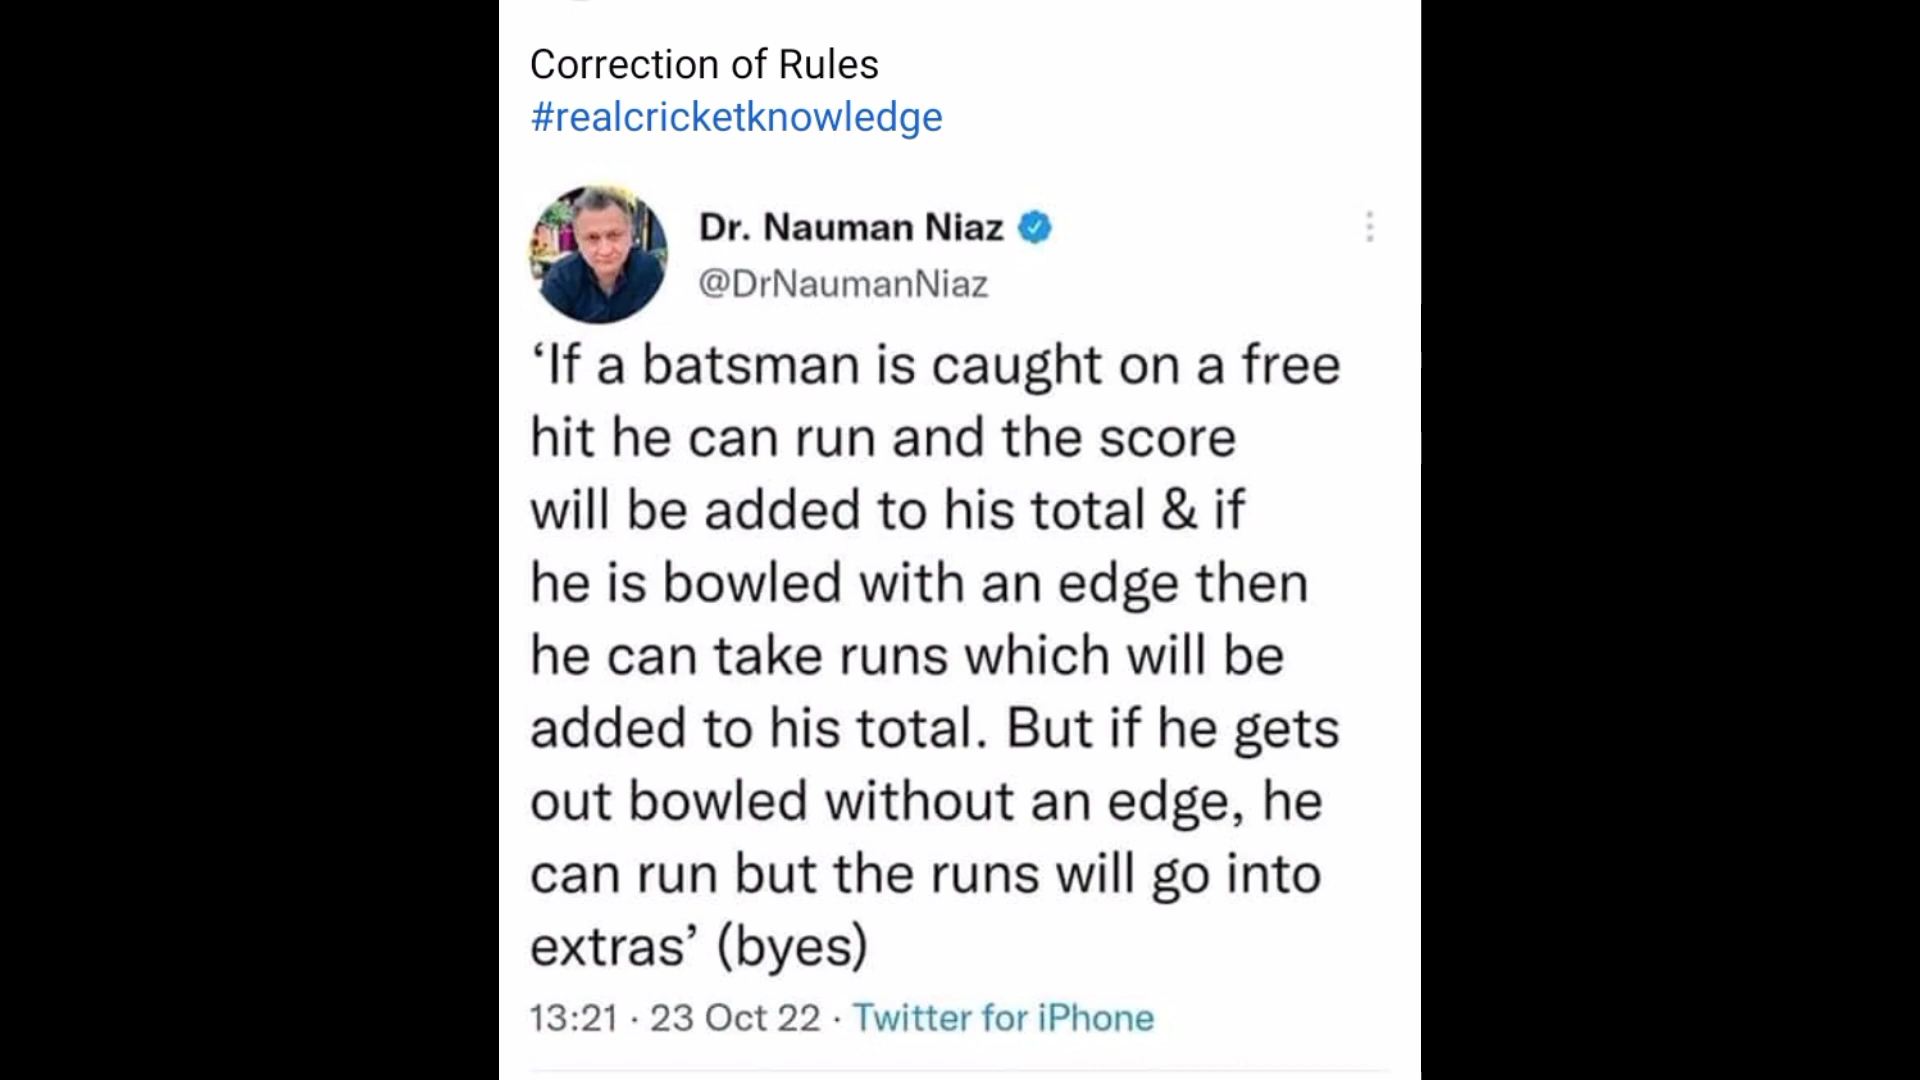 Correction of Rules
#realcricketknowledge
Dr. Nauman Niaz
@DrNaumanNiaz
‘If a batsman is caught on a free
hit he can run and the score
will be added to his total & if
he is bowled with an edge then
he can take runs which will be
added to his total. But if he gets
out bowled without an edge, he
can run but the runs will go into
extras’ (byes)
13:21 · 23 Oct 22 · Twitter for iPhone